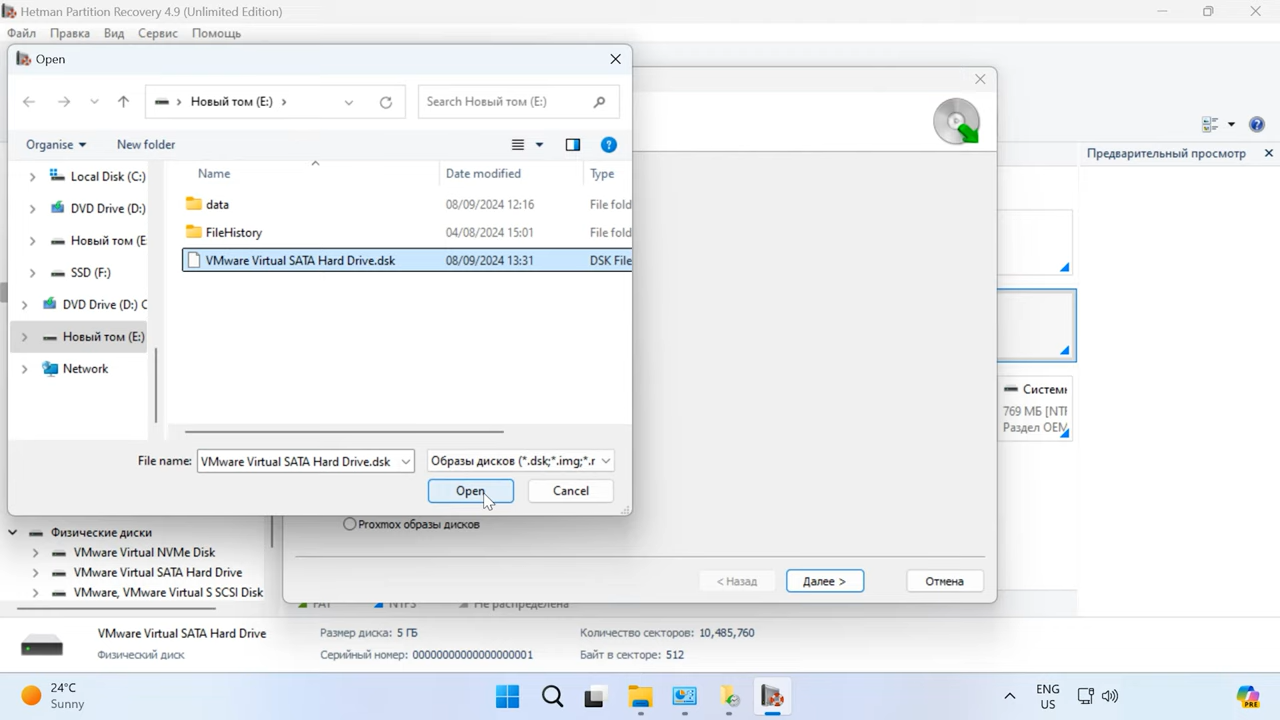 Hetman Partition Recovery 4.9 (Unlimited Edition)
Файл Правка Вид Сервис Помощь
Open
Новый том (E:)
Search Новый том (E:)
Organise New folder
Предварительный просмотр
Name Date modified Type
Local Disk (C:)
DVD Drive (D:)
Новый том (E
SSD (F:)
DVD Drive (D:) C
Новый том (E:)
Network
data 08/09/2024 12:16 File fold
FileHistory 04/08/2024 15:01 File fold
VMware Virtual SATA Hard Drive.dsk 08/09/2024 13:31 DSK File
File name: VMware Virtual SATA Hard Drive.dsk
Образы дисков (*.dsk;*.img;*.r
Open Cancel
Системн
769 МБ [NTF
Раздел OEM
Proxmox образы дисков
< Назад Далее > Отмена
Физические диски
VMware Virtual NVMe Disk
VMware Virtual SATA Hard Drive
VMware, VMware Virtual S SCSI Disk
FAT NTFS Не распределена
VMware Virtual SATA Hard Drive
Физический диск
Размер диска: 5 ГБ
Серийный номер: 00000000000000000001
Количество секторов: 10,485,760
Байт в секторе: 512
24°C
Sunny
ENG
US
PRE